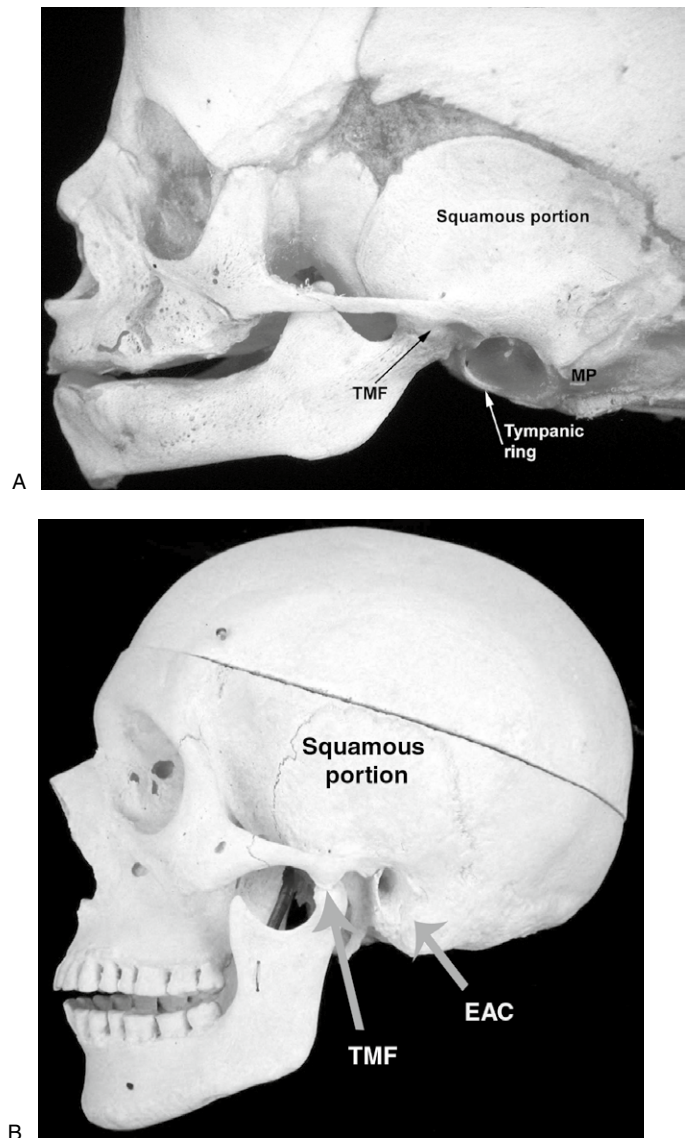 Squamous portion
TMF
MP
Tympanic
ring
A
Squamous
portion
EAC
TMF
B